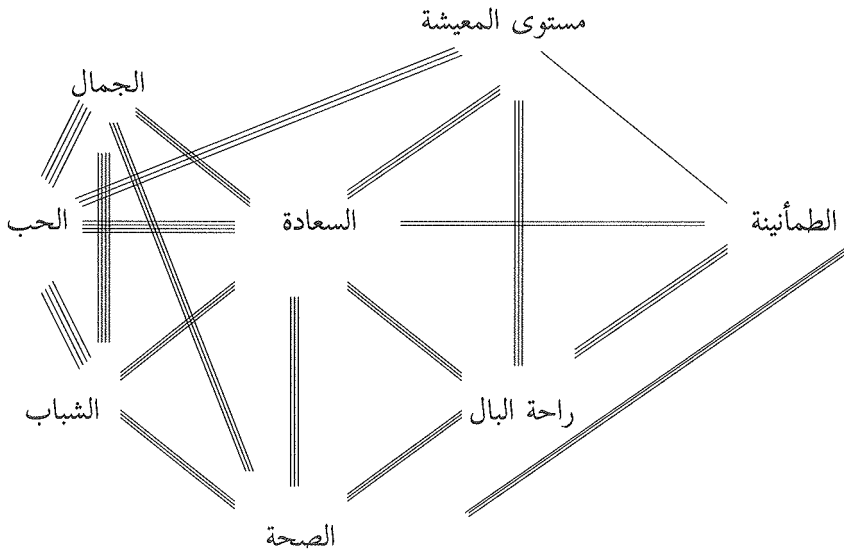 مستوى المعيشة
الجمال
الطمأنينة
السعادة
الحب
راحة البال
الشباب
الصحة